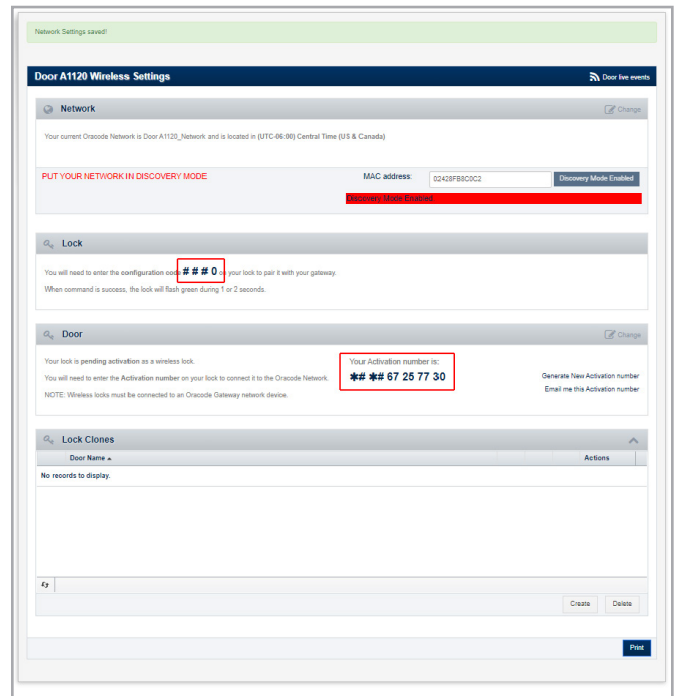 Network Settings saved!
Door A1120 Wireless Settings
Door live events
Network
Change
Your current Oracode Network is Door A1120_Network and is located in (UTC-06:00) Central Time (US & Canada)
PUT YOUR NETWORK IN DISCOVERY MODE
MAC address:
02428FB8C0C2
Discovery Mode Enabled
Discovery Mode Enabled
Lock
You will need to enter the configuration code # # # 0 on your lock to pair it with your gateway.
When command is success, the lock will flash green during 1 or 2 seconds.
Door
Change
Your lock is pending activation as a wireless lock.
You will need to enter the Activation number on your lock to connect it to the Oracode Network.
NOTE: Wireless locks must be connected to an Oracode Gateway network device.
Your Activation number is:
✱# ✱# 67 25 77 30
Generate New Activation number
Email me this Activation number
Lock Clones
Door Name
Actions
No records to display.
Create
Delete
Print